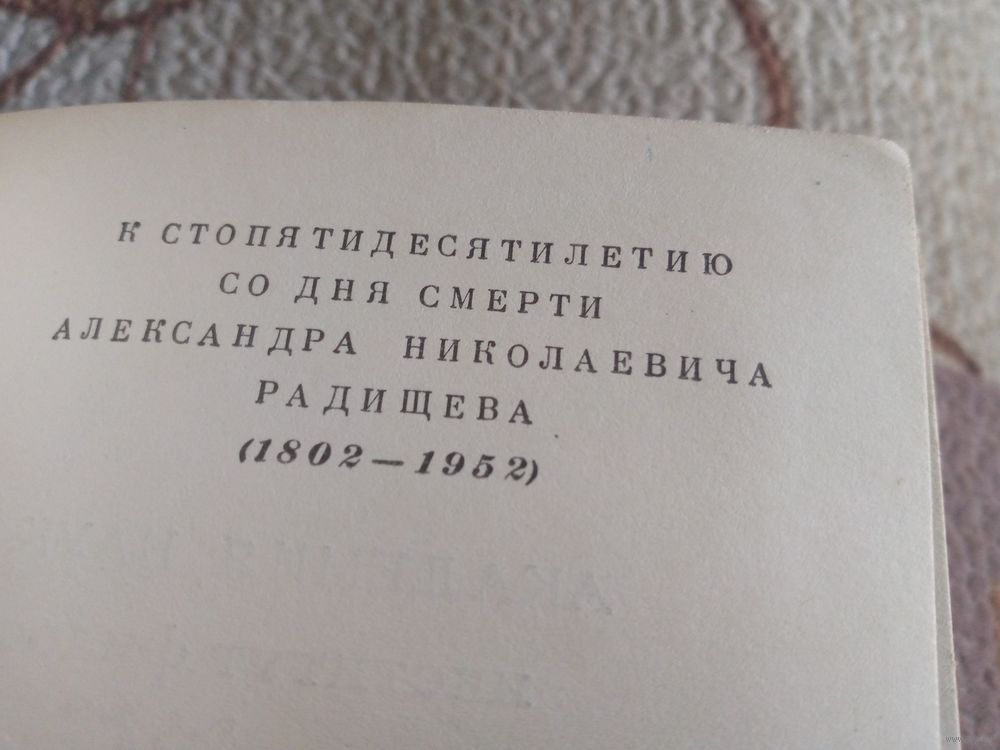 К СТОПЯТИДЕСЯТИЛЕТИЮ
СО ДНЯ СМЕРТИ
АЛЕКСАНДРА НИКОЛАЕВИЧА
РАДИЩЕВА
(1802—1952)